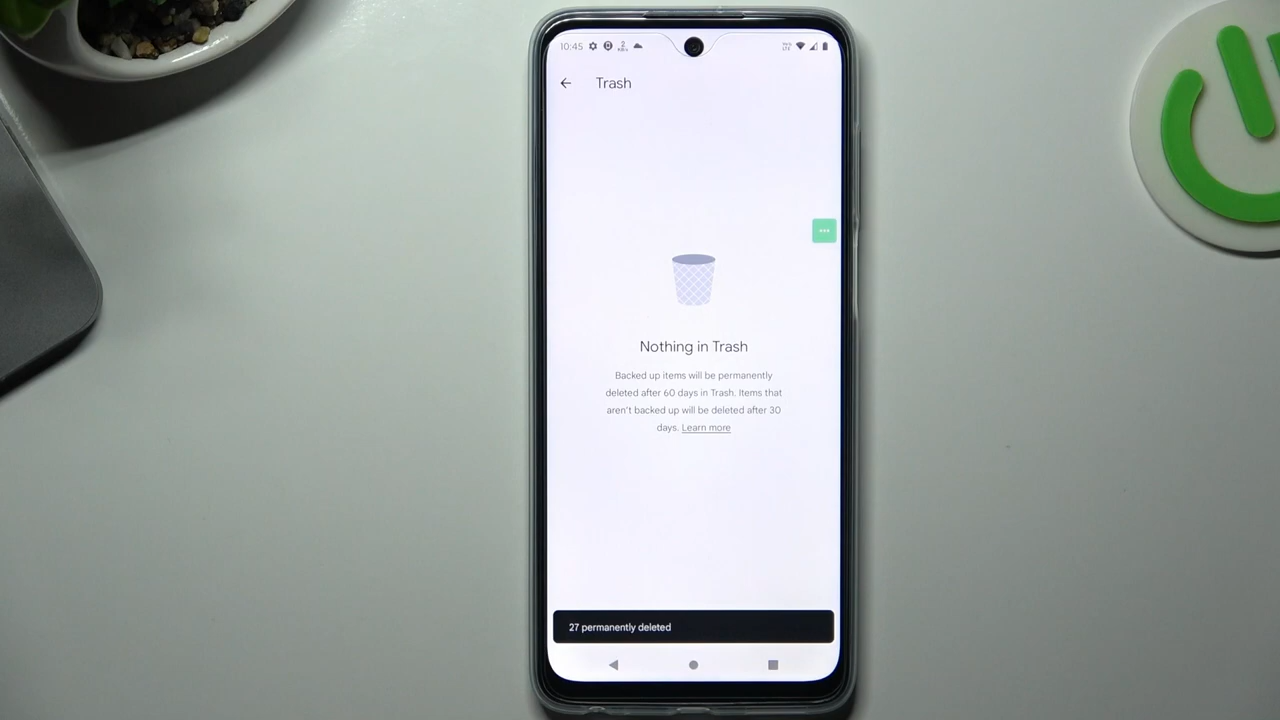 10:45
Trash
Nothing in Trash
Backed up items will be permanently
deleted after 60 days in Trash. Items that
aren't backed up will be deleted after 30
days. Learn more
27 permanently deleted